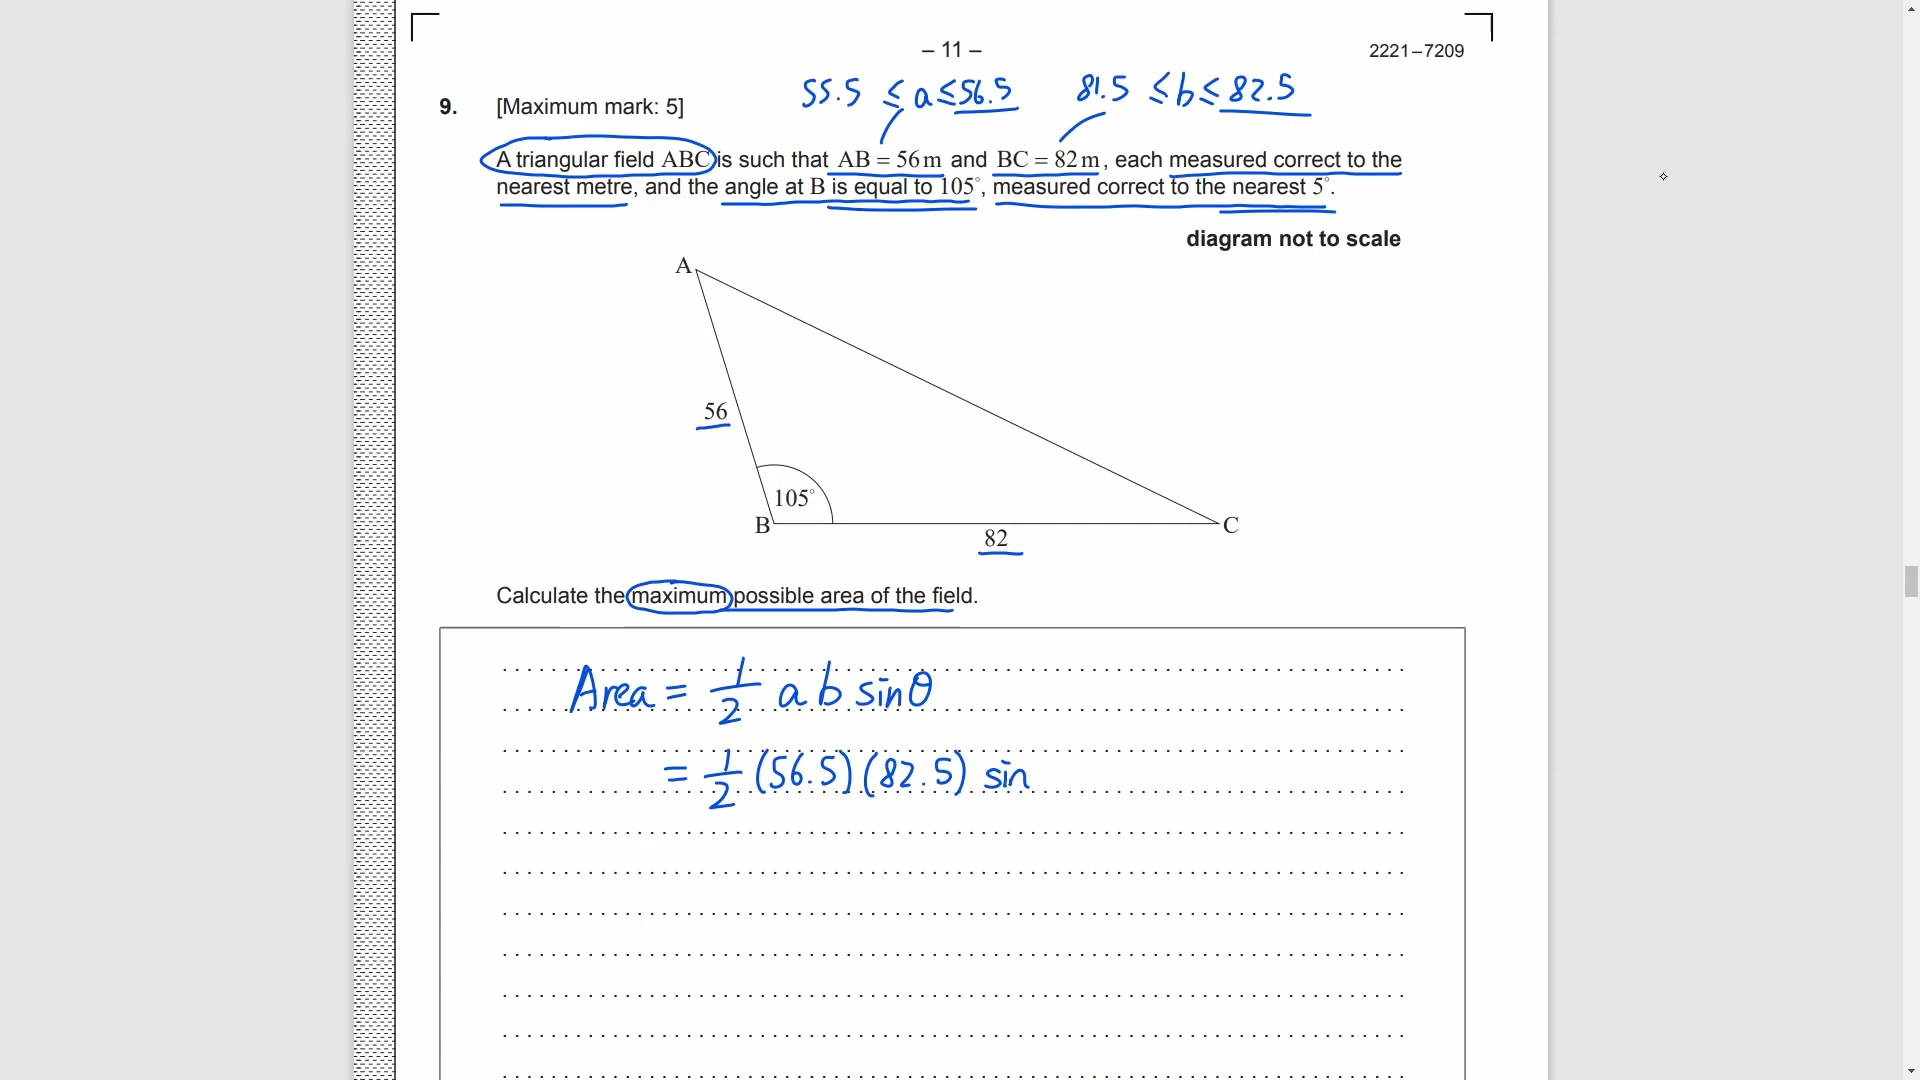 – 11 –
2221–7209
55.5 ≤ a ≤ 56.5 81.5 ≤ b ≤ 82.5
9. [Maximum mark: 5]
A triangular field ABC is such that AB = 56 m and BC = 82 m, each measured correct to the
nearest metre, and the angle at B is equal to 105°, measured correct to the nearest 5°.
diagram not to scale
A
56
105°
B
C
82
Calculate the maximum possible area of the field.
Area = 1/2 a b sinθ
= 1/2 (56.5)(82.5) sin